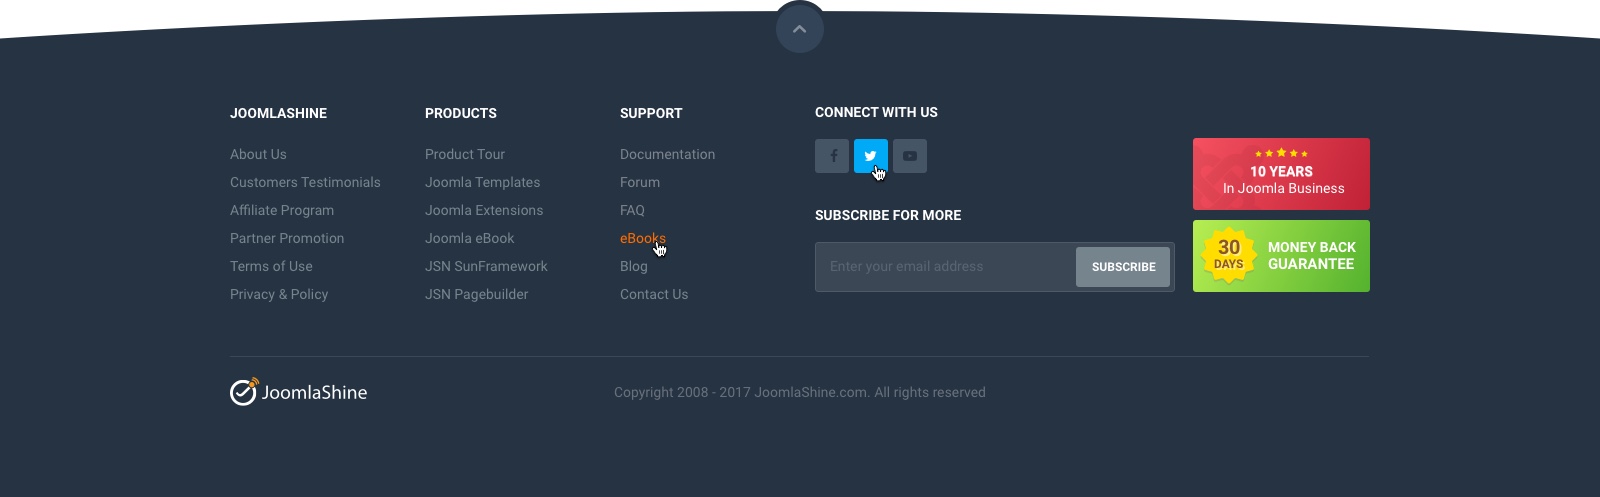 JOOMLASHINE
About Us
Customers Testimonials
Affiliate Program
Partner Promotion
Terms of Use
Privacy & Policy
PRODUCTS
Product Tour
Joomla Templates
Joomla Extensions
Joomla eBook
JSN SunFramework
JSN Pagebuilder
SUPPORT
Documentation
Forum
FAQ
eBooks
Blog
Contact Us
CONNECT WITH US
SUBSCRIBE FOR MORE
Enter your email address
SUBSCRIBE
10 YEARS
In Joomla Business
30
DAYS
MONEY BACK
GUARANTEE
JoomlaShine
Copyright 2008 - 2017 JoomlaShine.com. All rights reserved